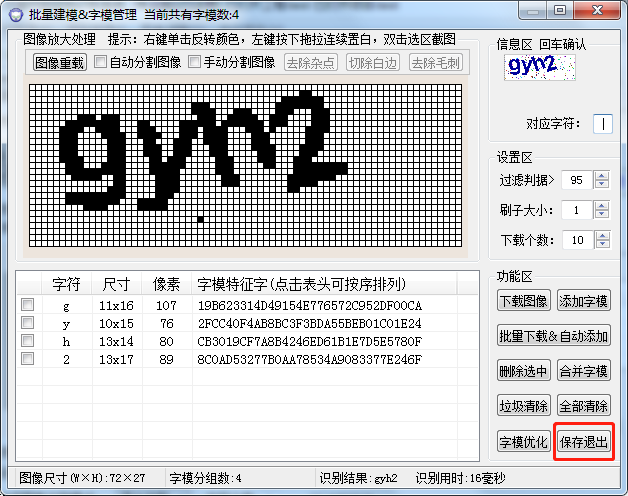 批量建模&字模管理 当前共有字模数:4
图像放大处理 提示：右键单击反转颜色，左键按下拖拉连续置白，双击选区截图
图像重载 自动分割图像 手动分割图像 去除杂点 切除白边 去除毛刺
gyh2
信息区 回车确认
gyh2
对应字符：
设置区
过滤判据> 95
刷子大小： 1
下载个数： 10
字符 尺寸 像素 字模特征字(点击表头可按序排列)
g 11x16 107 19B623314D49154E776572C952DF00CA
y 10x15 76 2FCC40F4AB8BC3F3BDA55BEB01C01E24
h 13x14 80 CB3019CF7A8B4246ED61B1E7D5E5780F
2 13x17 89 8C0AD53277B0AA78534A9083377E246F
功能区
下载图像 添加字模
批量下载&自动添加
删除选中 合并字模
垃圾清除 全部清除
字模优化 保存退出
图像尺寸(W×H):72×27 字模分组数:4 识别结果: gyh2 识别用时:16毫秒